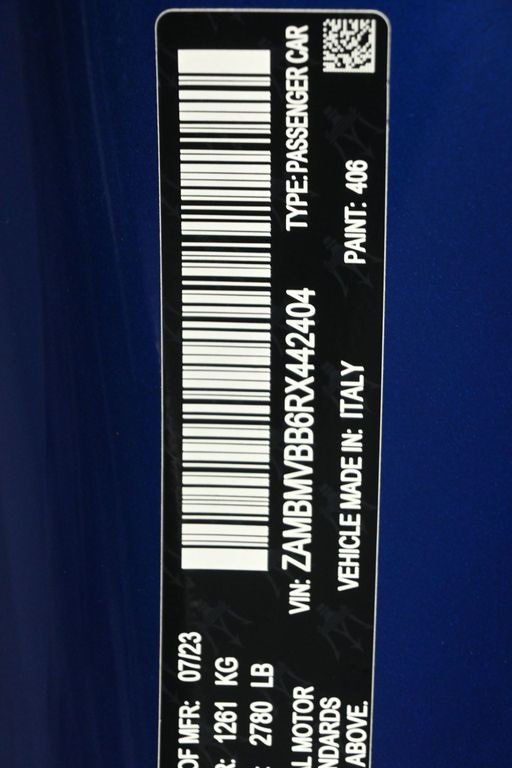 OF MFR: 07/23
R: 1261 KG
: 2780 LB
L MOTOR
NDARDS
ABOVE.
VIN: ZAMBMVBB6RX442404
TYPE: PASSENGER CAR
VEHICLE MADE IN: ITALY
PAINT: 406